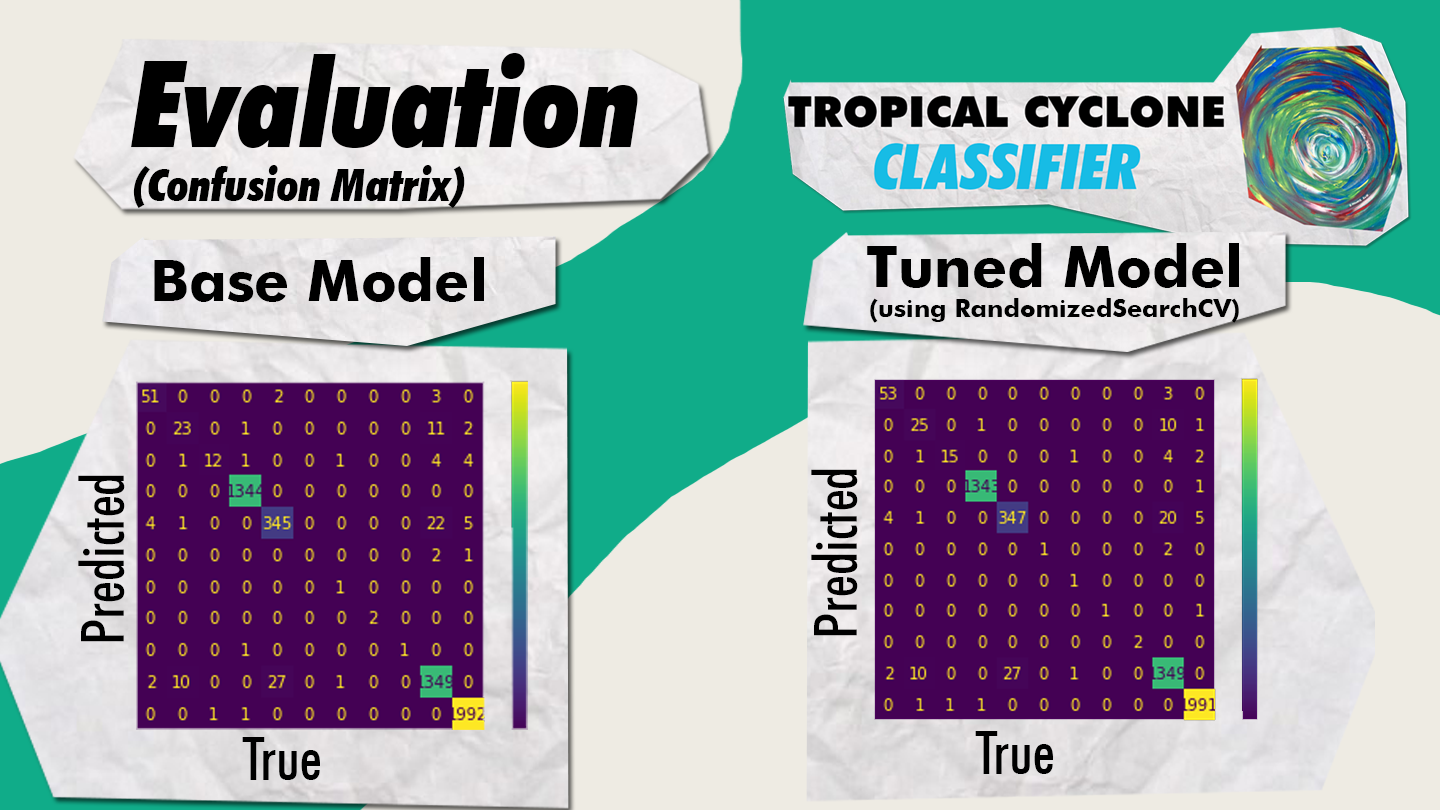 Evaluation
(Confusion Matrix)
TROPICAL CYCLONE
CLASSIFIER
Base Model
Predicted
51 0 0 0 2 0 0 0 0 3 0
0 23 0 1 0 0 0 0 0 11 2
0 1 12 1 0 0 1 0 0 4 4
0 0 0 1344 0 0 0 0 0 0 0
4 1 0 0 345 0 0 0 0 22 5
0 0 0 0 0 0 0 0 0 2 1
0 0 0 0 0 0 1 0 0 0 0
0 0 0 0 0 0 0 2 0 0 0
0 0 0 1 0 0 0 0 1 0 0
2 10 0 0 27 0 1 0 0 1349 0
0 0 1 1 0 0 0 0 0 0 1992
True
Tuned Model
(using RandomizedSearchCV)
Predicted
53 0 0 0 0 0 0 0 0 3 0
0 25 0 1 0 0 0 0 0 10 1
0 1 15 0 0 0 1 0 0 4 2
0 0 0 1343 0 0 0 0 0 0 1
4 1 0 0 347 0 0 0 0 20 5
0 0 0 0 0 1 0 0 0 2 0
0 0 0 0 0 0 1 0 0 0 0
0 0 0 0 0 0 0 1 0 0 1
0 0 0 0 0 0 0 0 2 0 0
2 10 0 0 27 0 1 0 0 1349 0
0 1 1 1 0 0 0 0 0 0 1991
True